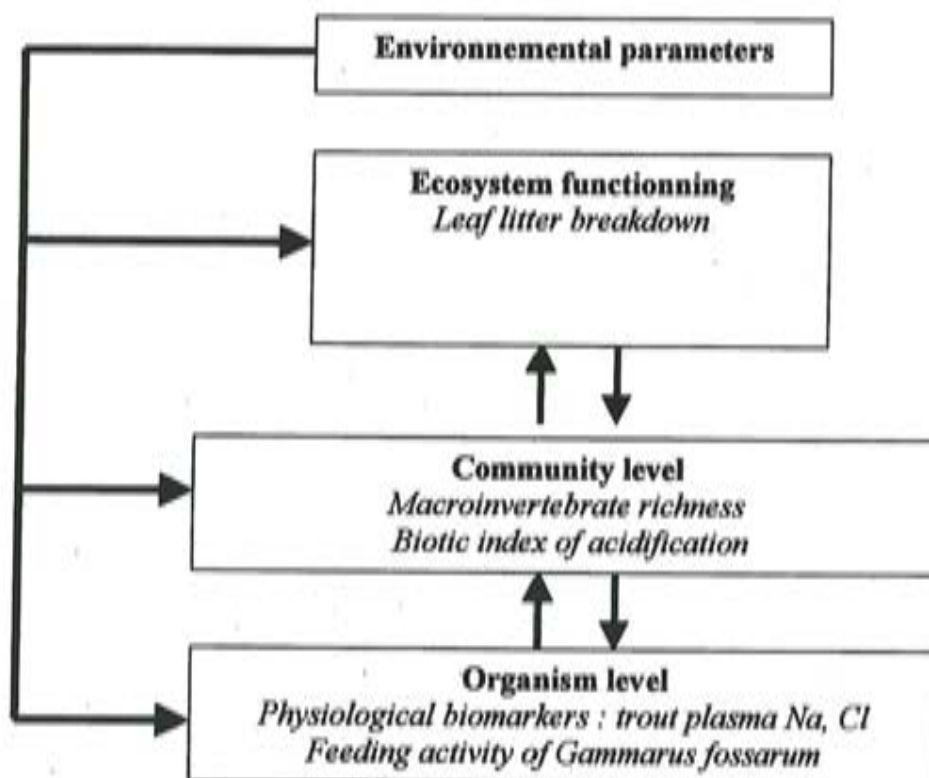 Environnemental parameters
Ecosystem functionning
Leaf litter breakdown
Community level
Macroinvertebrate richness
Biotic index of acidification
Organism level
Physiological biomarkers : trout plasma Na, Cl
Feeding activity of Gammarus fossarum